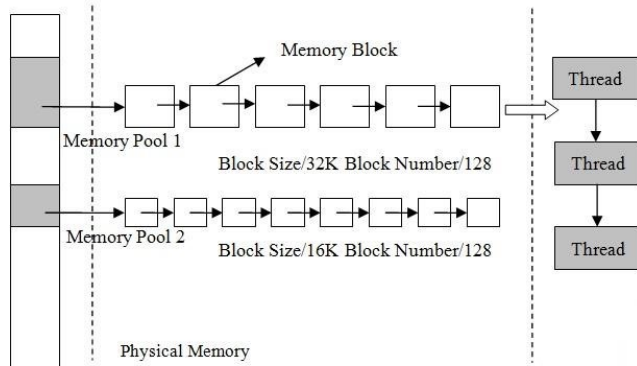 Memory Block
Thread
Memory Pool 1
Block Size/32K Block Number/128
Thread
Memory Pool 2
Block Size/16K Block Number/128
Thread
Physical Memory